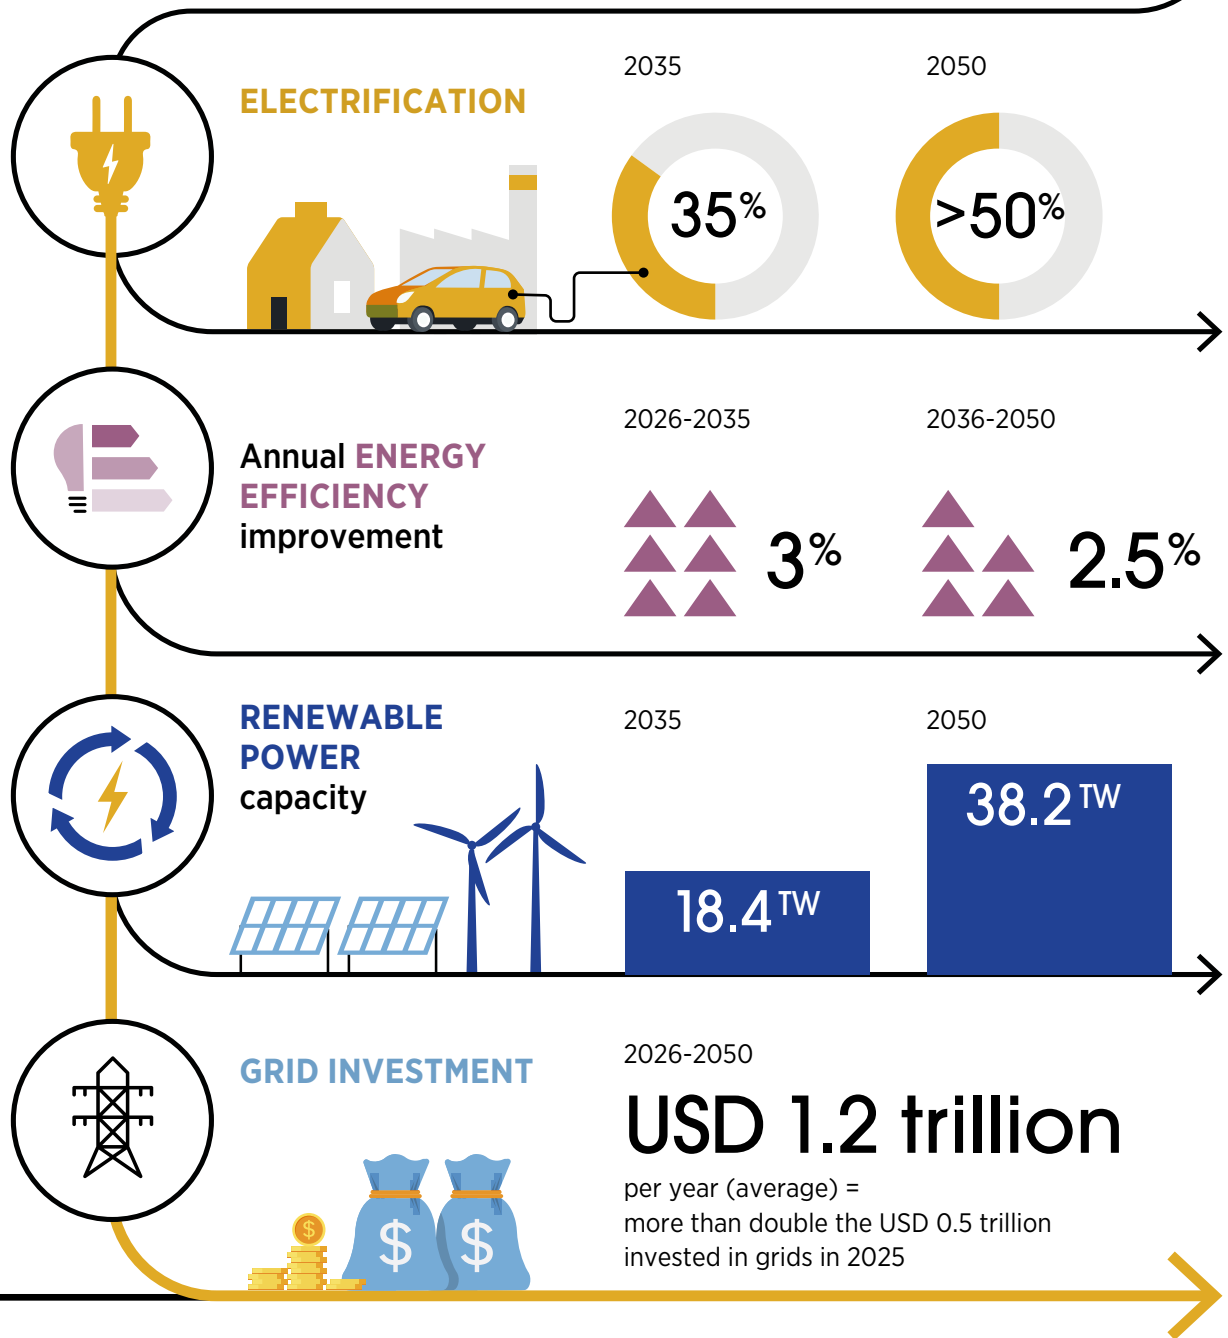 ELECTRIFICATION
2035
35%
2050
>50%
Annual ENERGY
EFFICIENCY
improvement
2026-2035
3%
2036-2050
2.5%
RENEWABLE
POWER
capacity
2035
18.4 TW
2050
38.2 TW
GRID INVESTMENT
$
$
$
2026-2050
USD 1.2 trillion
per year (average) =
more than double the USD 0.5 trillion
invested in grids in 2025